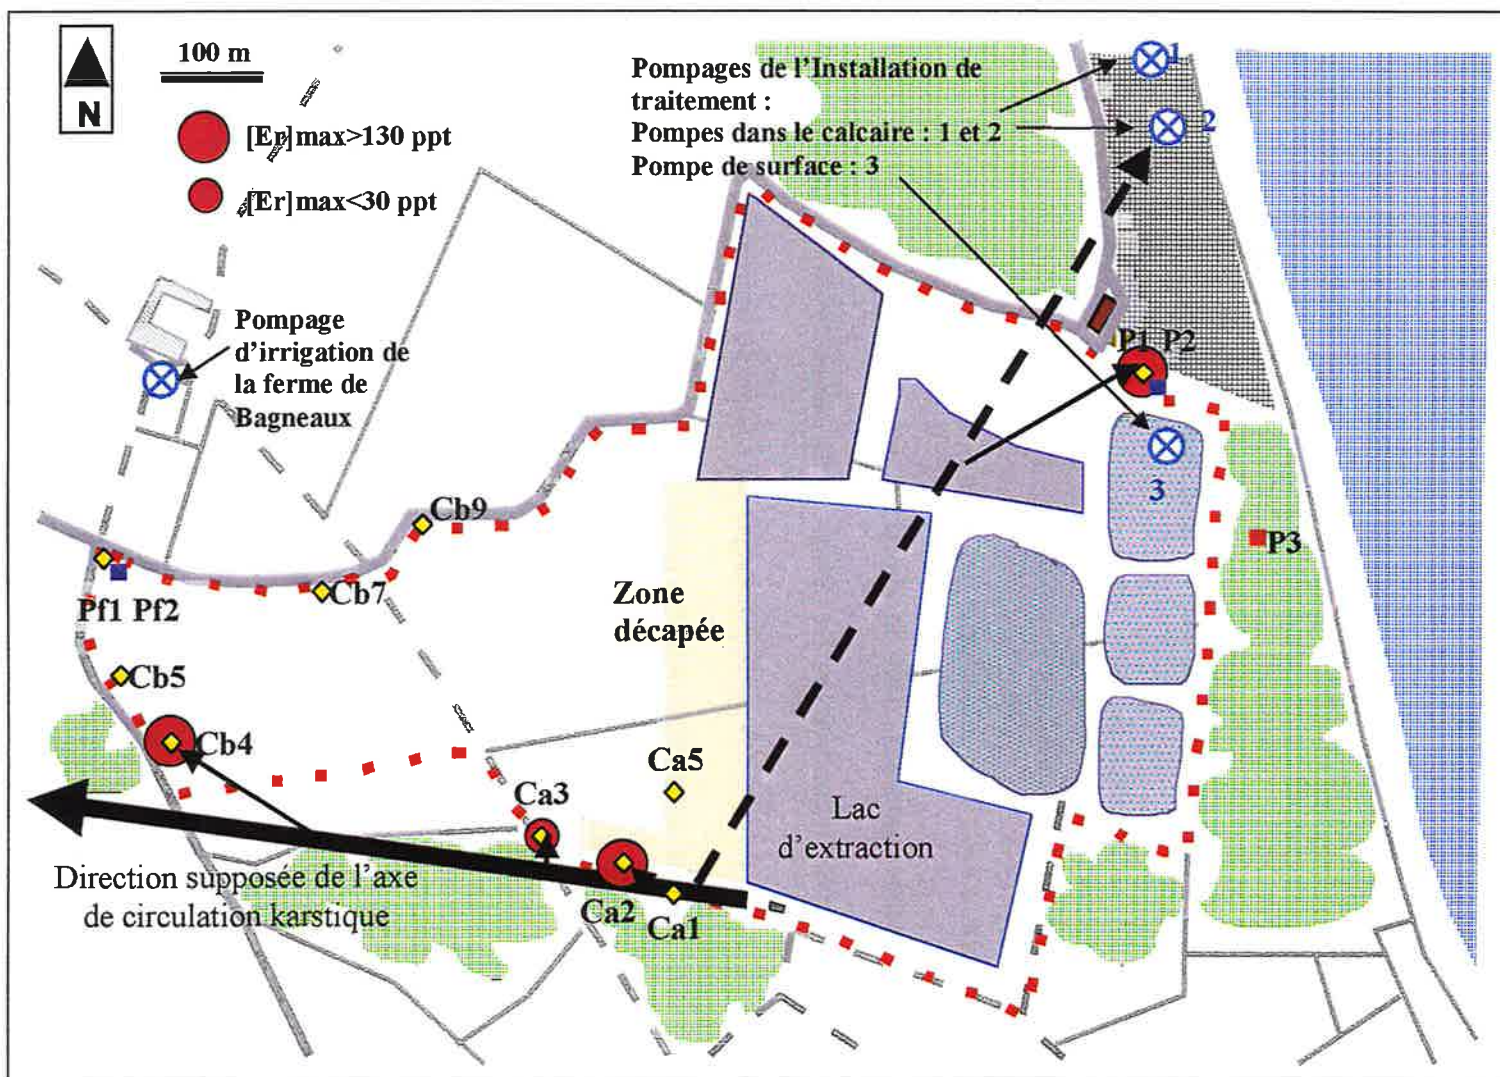 100 m
N
[Er]max>130 ppt
[Er]max<30 ppt
Pompages de l'Installation de
traitement :
Pompes dans le calcaire : 1 et 2
Pompe de surface : 3
1
2
Pompage
d'irrigation de
la ferme de
Bagneaux
P1 P2
3
P3
Cb9
Cb7
Pf1 Pf2
Cb5
Cb4
Zone
décapée
Ca5
Ca3
Lac
d'extraction
Direction supposée de l'axe
de circulation karstique
Ca2
Ca1